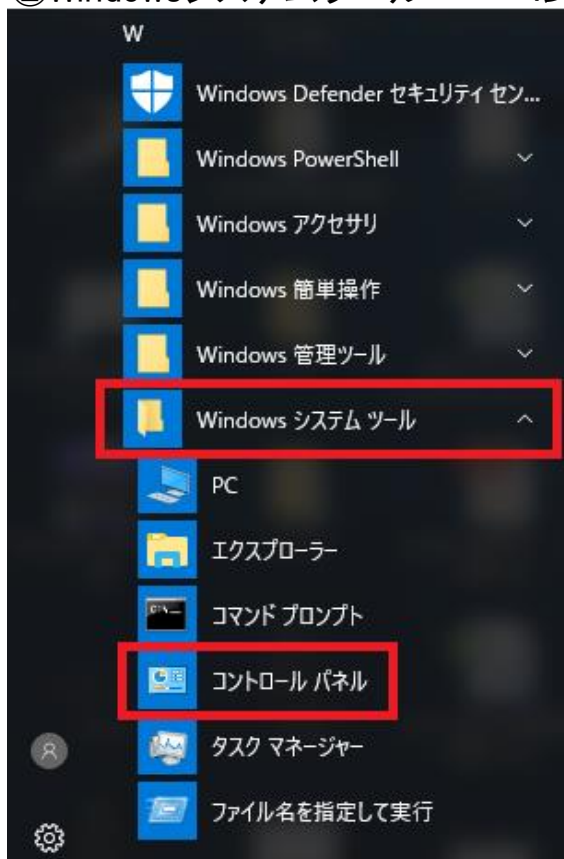 W
Windows Defender セキュリティ セン...
Windows PowerShell
Windows アクセサリ
Windows 簡単操作
Windows 管理ツール
Windows システム ツール
PC
エクスプローラー
コマンド プロンプト
コントロール パネル
タスク マネージャー
ファイル名を指定して実行